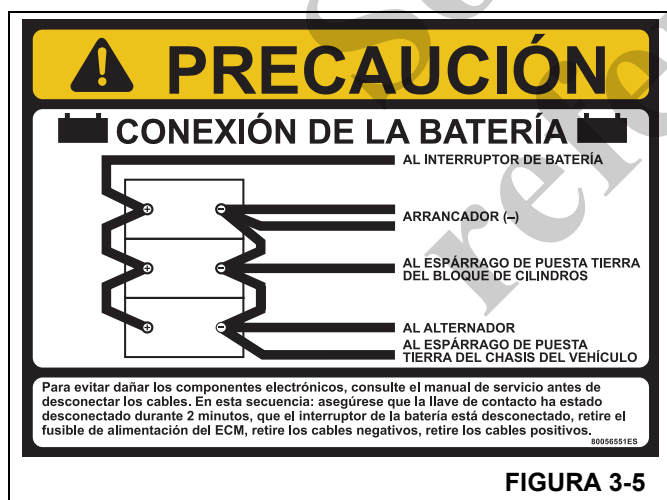 PRECAUCIÓN
CONEXIÓN DE LA BATERÍA
AL INTERRUPTOR DE BATERÍA
ARRANCADOR (–)
AL ESPÁRRAGO DE PUESTA TIERRA
DEL BLOQUE DE CILINDROS
AL ALTERNADOR
AL ESPÁRRAGO DE PUESTA
TIERRA DEL CHASIS DEL VEHÍCULO
Para evitar dañar los componentes electrónicos, consulte el manual de servicio antes de
desconectar los cables. En esta secuencia: asegúrese que la llave de contacto ha estado
desconectado durante 2 minutos, que el interruptor de la batería está desconectado, retire el
fusible de alimentación del ECM, retire los cables negativos, retire los cables positivos.
80056551ES
FIGURA 3-5